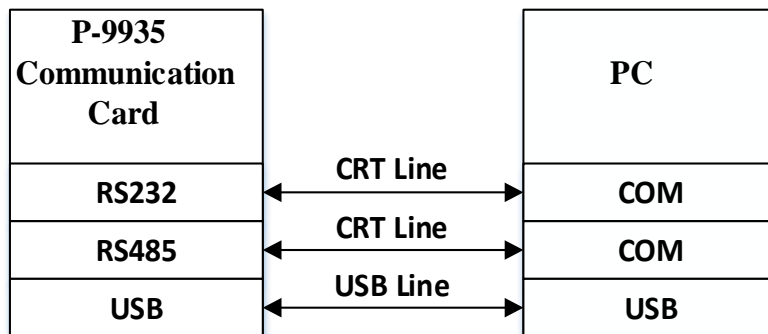 P-9935
Communication
Card
PC
RS232
CRT Line
COM
RS485
CRT Line
COM
USB
USB Line
USB